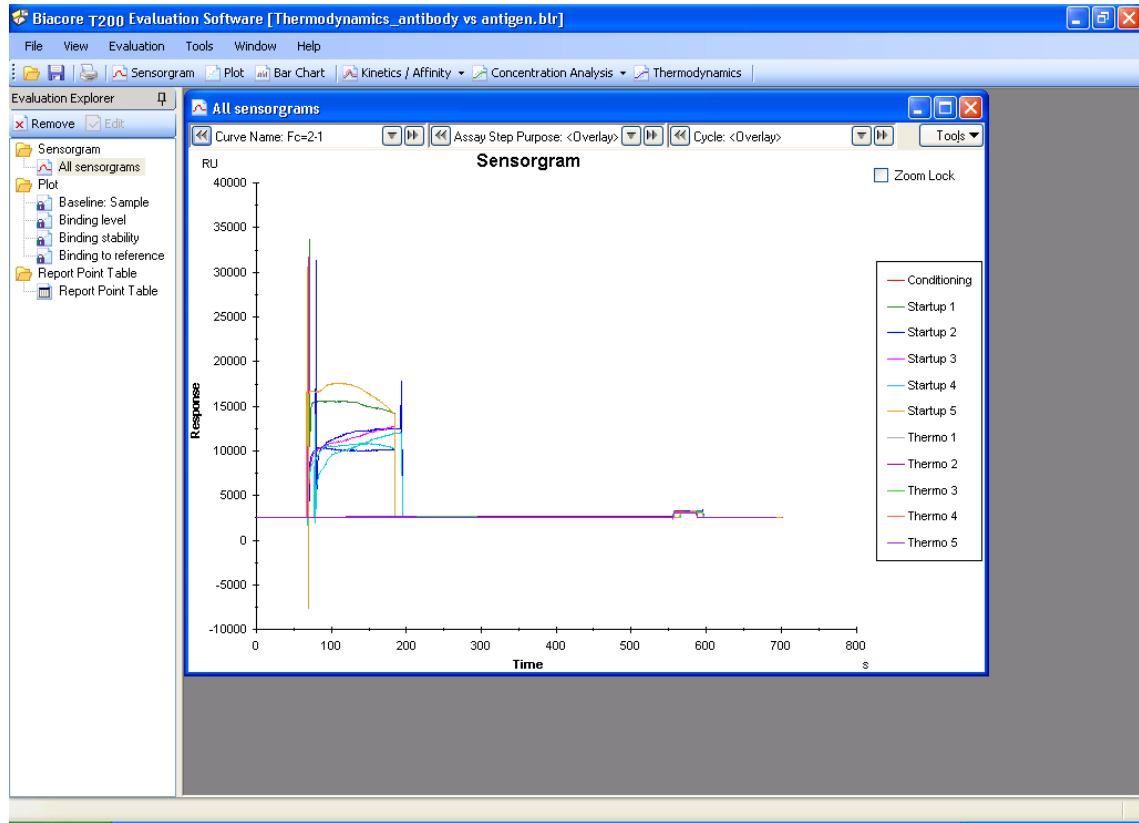 Biacore T200 Evaluation Software [Thermodynamics_antibody vs antigen.blr]
File View Evaluation Tools Window Help
Sensorgram Plot Bar Chart Kinetics / Affinity Concentration Analysis Thermodynamics
Evaluation Explorer
Remove Edit
Sensorgram
All sensorgrams
Plot
Baseline: Sample
Binding level
Binding stability
Binding to reference
Report Point Table
Report Point Table
All sensorgrams
Curve Name: Fc=2-1 Assay Step Purpose: <Overlay> Cycle: <Overlay> Tools
Sensorgram
Zoom Lock
RU
40000
35000
30000
25000
20000
15000
10000
5000
0
-5000
-10000
Response
0 100 200 300 400 500 600 700 800
Time
s
Conditioning
Startup 1
Startup 2
Startup 3
Startup 4
Startup 5
Thermo 1
Thermo 2
Thermo 3
Thermo 4
Thermo 5